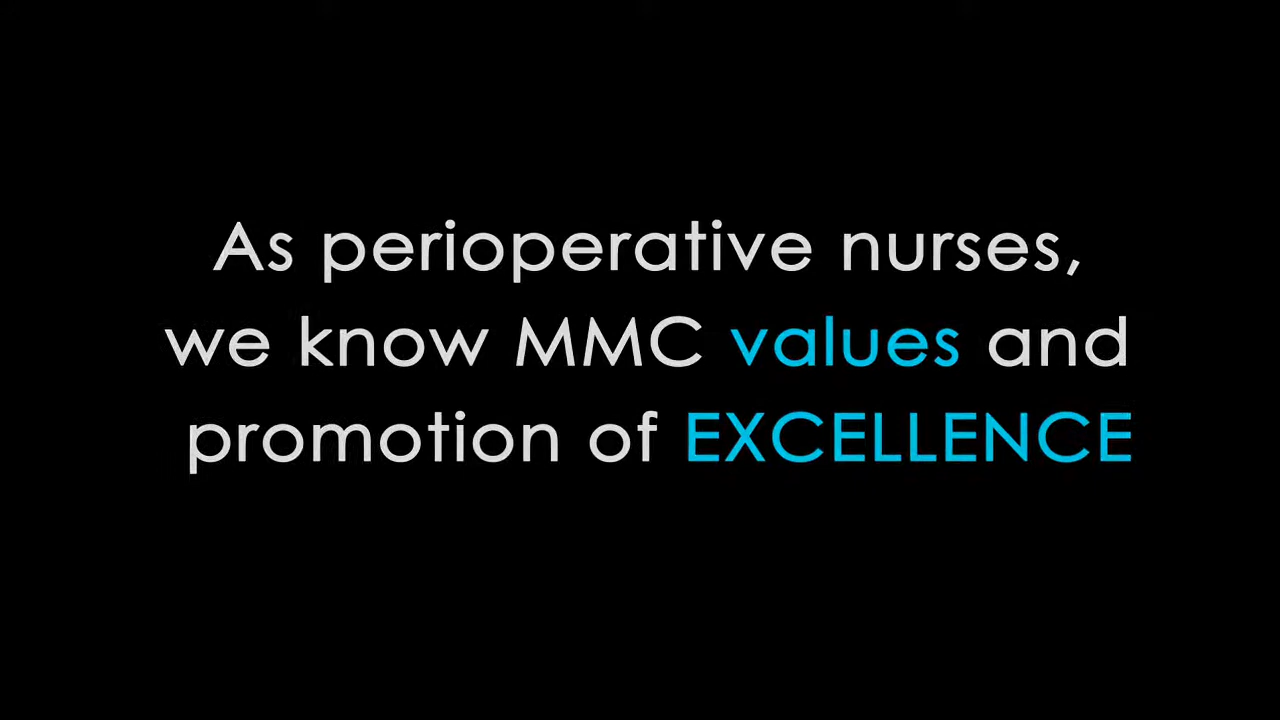 As perioperative nurses,
we know MMC values and
promotion of EXCELLENCE